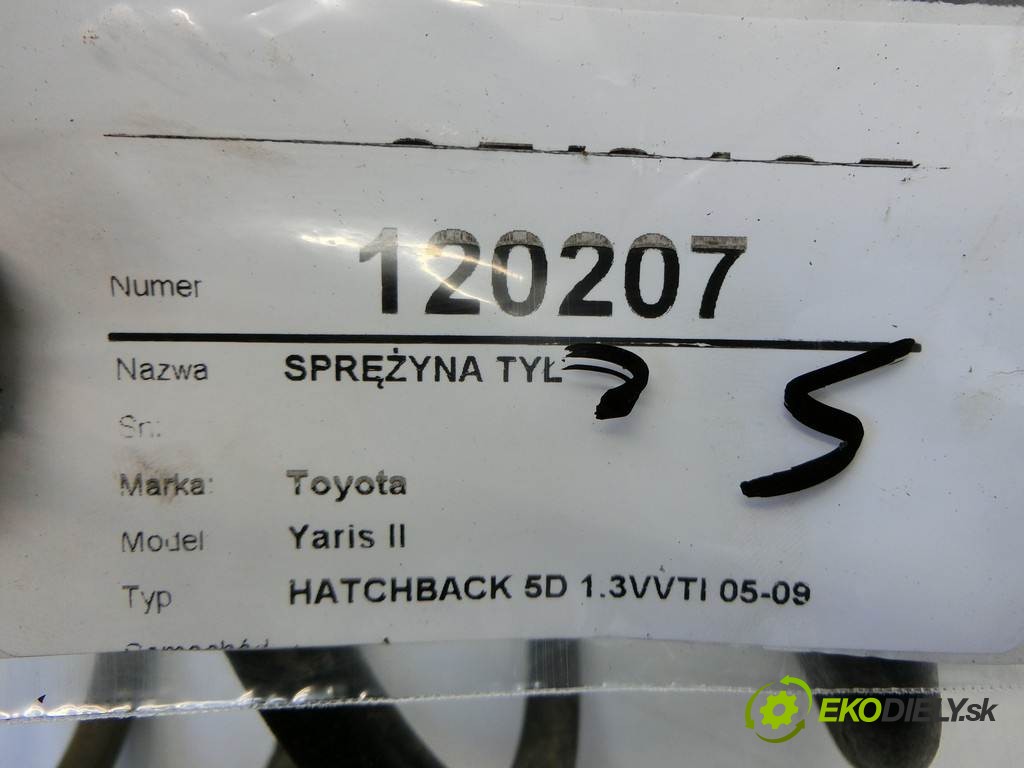 Numer 120207
Nazwa SPRĘŻYNA TYŁ
Sn:
Marka: Toyota
Model Yaris II
Typ HATCHBACK 5D 1.3VVTI 05-09
EKODIELY.sk